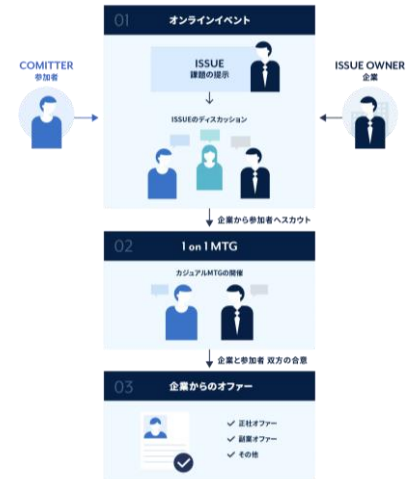 01 オンラインイベント
COMITTER
参加者
ISSUE
課題の提示
ISSUE OWNER
企業
ISSUEのディスカッション
企業から参加者へスカウト
02 1 on 1 MTG
カジュアルMTGの開催
企業と参加者 双方の合意
03 企業からのオファー
正社オファー
副業オファー
その他